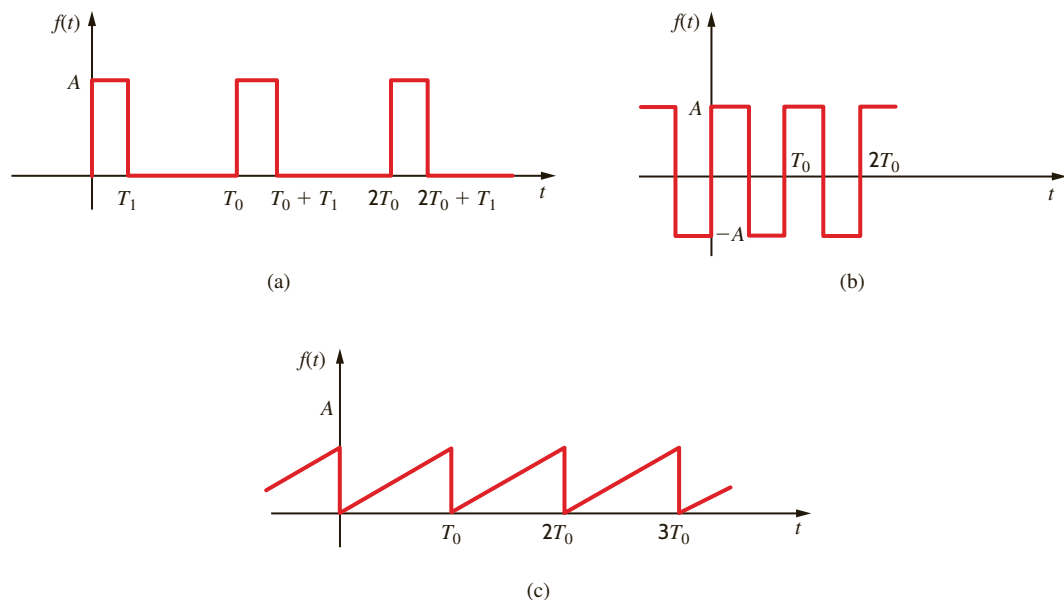 f(t)
A
T₁ T₀ T₀ + T₁ 2T₀ 2T₀ + T₁ t
(a)
f(t)
A
T₀ 2T₀ t
−A
(b)
f(t)
A
T₀ 2T₀ 3T₀ t
(c)